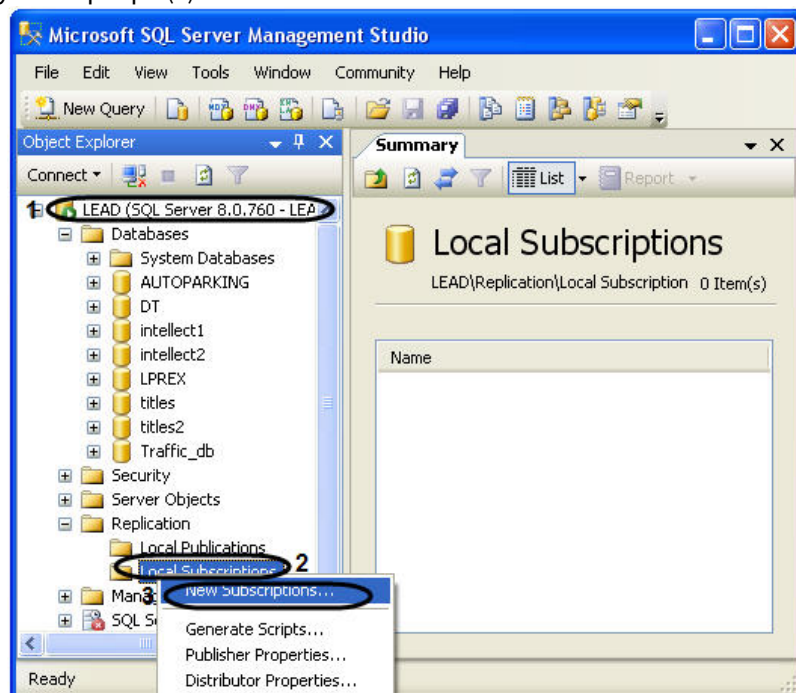 Microsoft SQL Server Management Studio
File Edit View Tools Window Community Help
New Query
Object Explorer
Connect
1 LEAD (SQL Server 8.0.760 - LEA
Databases
System Databases
AUTOPARKING
DT
intellect1
intellect2
LPREX
titles
titles2
Traffic_db
Security
Server Objects
Replication
Local Publications
Local Subscriptions 2
3 New Subscriptions...
Generate Scripts...
Publisher Properties...
Distributor Properties...
SQL
Summary
List Report
Local Subscriptions
LEAD\Replication\Local Subscription 0 Item(s)
Name
Ready